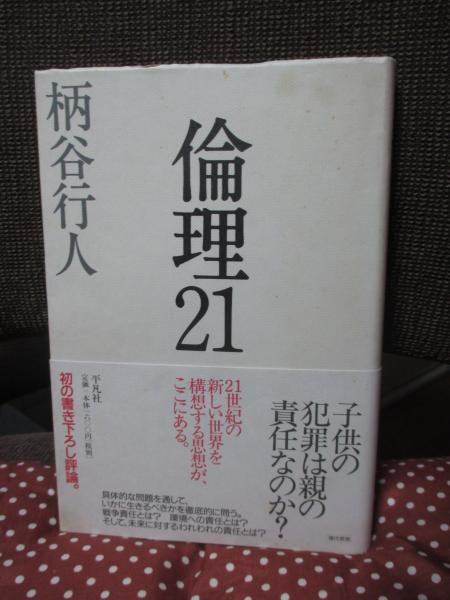 倫理21
柄谷行人
子供の
犯罪は親の
責任なのか?
21世紀の
新しい世界を
構想する思想が、
ここにある。
平凡社
初の書き下ろし評論。
具体的な問題を通して、
いかに生きるべきかを徹底的に問う。
戦争責任とは? 環境への責任とは?
そして、未来に対するわれわれの責任とは?